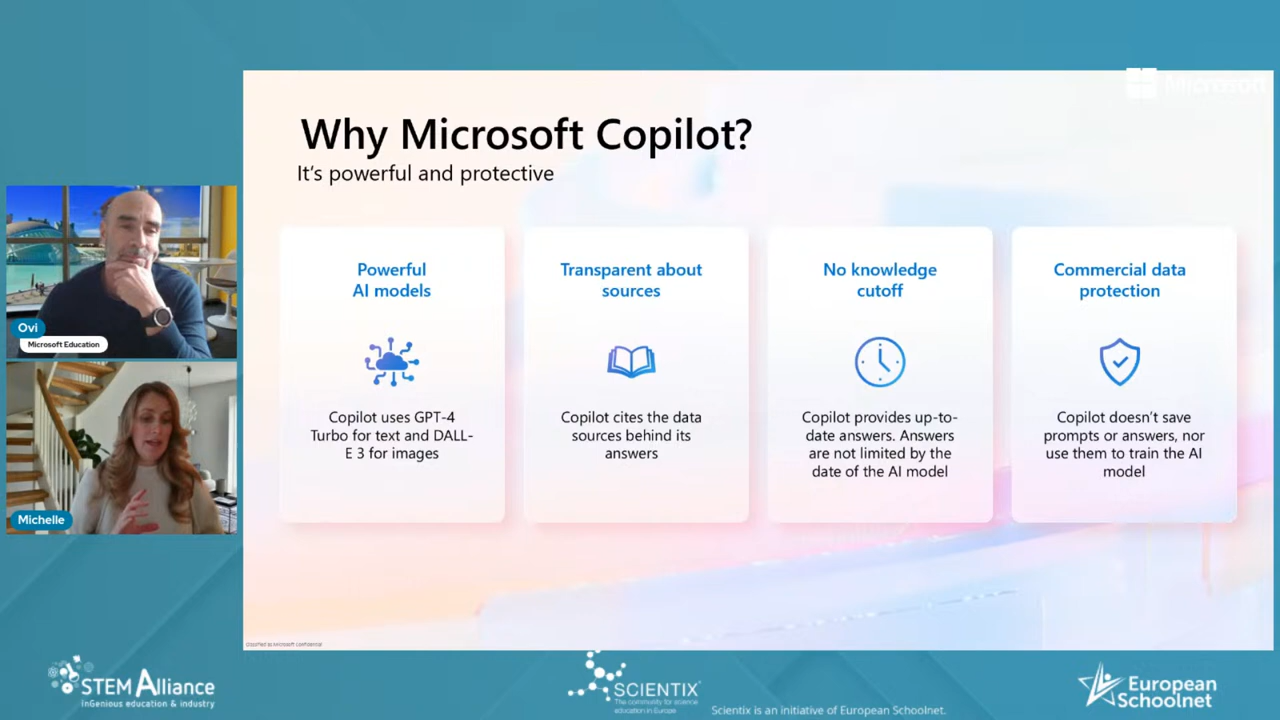 Microsoft
Why Microsoft Copilot?
It's powerful and protective
Powerful
AI models
Copilot uses GPT-4
Turbo for text and DALL-
E 3 for images
Transparent about
sources
Copilot cites the data
sources behind its
answers
No knowledge
cutoff
Copilot provides up-to-
date answers. Answers
are not limited by the
date of the AI model
Commercial data
protection
Copilot doesn't save
prompts or answers, nor
use them to train the AI
model
Ovi
Microsoft Education
Michelle
Classified as Microsoft Confidential
STEM Alliance
inGenious education & industry
SCIENTIX
The community for science
education in Europe
Scientix is an initiative of European Schoolnet.
European
Schoolnet